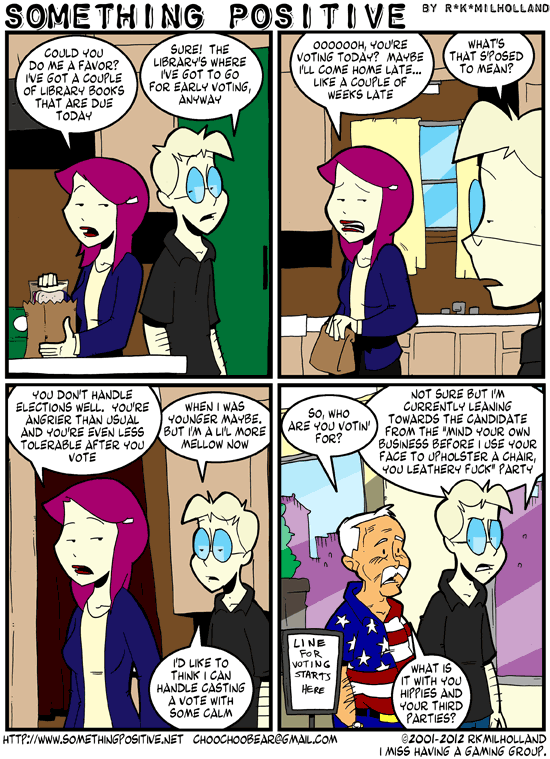 SOMETHING POSITIVE BY R*K*MILHOLLAND
COULD YOU
DO ME A FAVOR?
I'VE GOT A COUPLE
OF LIBRARY BOOKS
THAT ARE DUE
TODAY
SURE! THE
LIBRARY'S WHERE
I'VE GOT TO GO
FOR EARLY VOTING,
ANYWAY
OOOOOOH, YOU'RE
VOTING TODAY? MAYBE
I'LL COME HOME LATE...
LIKE A COUPLE OF
WEEKS LATE
WHAT'S
THAT S'POSED
TO MEAN?
YOU DON'T HANDLE
ELECTIONS WELL. YOU'RE
ANGRIER THAN USUAL
AND YOU'RE EVEN LESS
TOLERABLE AFTER YOU
VOTE
WHEN I WAS
YOUNGER MAYBE.
BUT I'M A LI'L MORE
MELLOW NOW
I'D LIKE TO
THINK I CAN
HANDLE CASTING
A VOTE WITH
SOME CALM
SO, WHO
ARE YOU VOTIN'
FOR?
NOT SURE BUT I'M
CURRENTLY LEANING
TOWARDS THE CANDIDATE
FROM THE "MIND YOUR OWN
BUSINESS BEFORE I USE YOUR
FACE TO UPHOLSTER A CHAIR,
YOU LEATHERY FUCK" PARTY
LINE
FOR
VOTING
STARTS
HERE
WHAT IS
IT WITH YOU
HIPPIES AND
YOUR THIRD
PARTIES?
HTTP://WWW.SOMETHINGPOSITIVE.NET CHOOCHOOBEAR@GMAIL.COM ©2001-2012 RKMILHOLLAND
I MISS HAVING A GAMING GROUP.